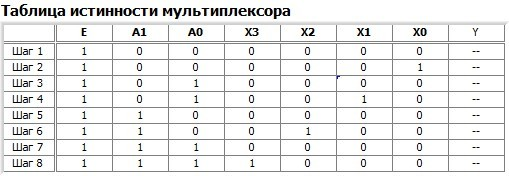 Таблица истинности мультиплексора
E A1 A0 X3 X2 X1 X0 Y
Шаг 1 1 0 0 0 0 0 0 --
Шаг 2 1 0 0 0 0 0 1 --
Шаг 3 1 0 1 0 0 0 0 --
Шаг 4 1 0 1 0 0 1 0 --
Шаг 5 1 1 0 0 0 0 0 --
Шаг 6 1 1 0 0 1 0 0 --
Шаг 7 1 1 1 0 0 0 0 --
Шаг 8 1 1 1 1 0 0 0 --